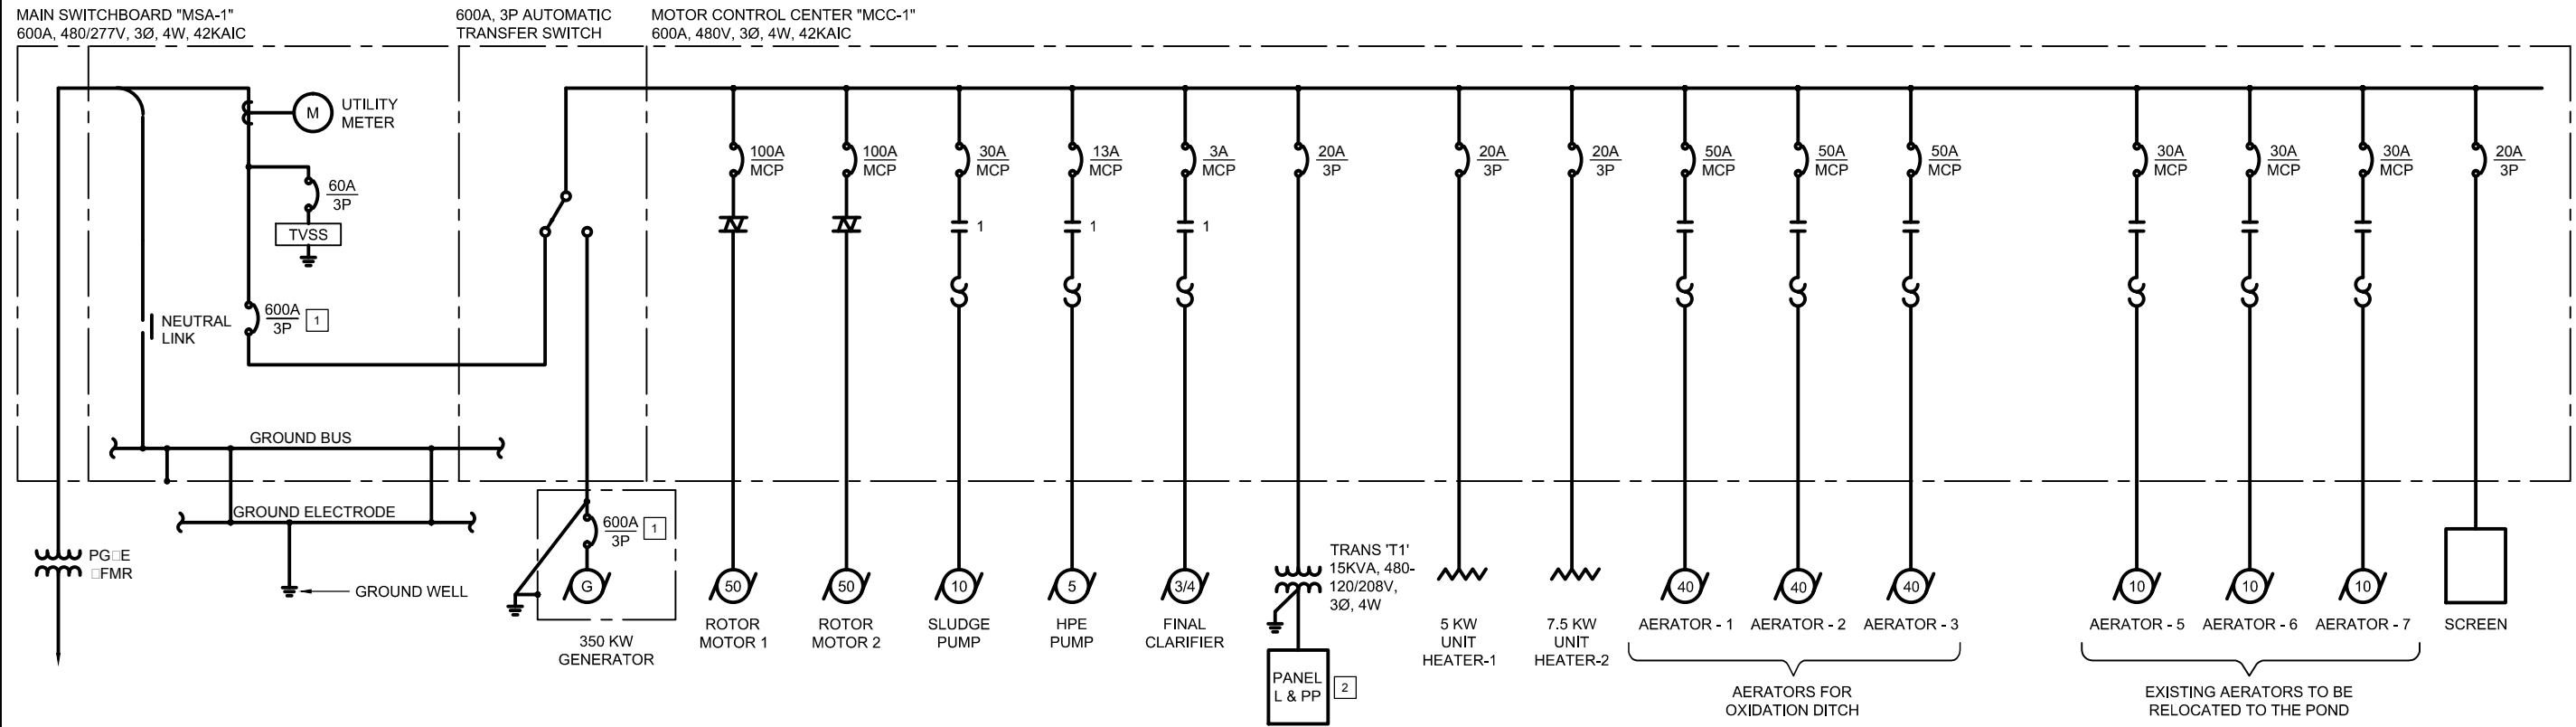 MAIN SWITCHBOARD "MSA-1"
600A, 480/277V, 3Ø, 4W, 42KAIC
600A, 3P AUTOMATIC
TRANSFER SWITCH
MOTOR CONTROL CENTER "MCC-1"
600A, 480V, 3Ø, 4W, 42KAIC
M
UTILITY
METER
60A
3P
TVSS
600A
3P
1
NEUTRAL
LINK
GROUND BUS
GROUND ELECTRODE
GROUND WELL
PG□E
□FMR
600A
3P
1
G
350 KW
GENERATOR
100A
MCP
50
ROTOR
MOTOR 1
100A
MCP
50
ROTOR
MOTOR 2
30A
MCP
1
10
SLUDGE
PUMP
13A
MCP
1
5
HPE
PUMP
3A
MCP
1
3/4
FINAL
CLARIFIER
20A
3P
TRANS 'T1'
15KVA, 480-
120/208V,
3Ø, 4W
PANEL
L & PP
2
20A
3P
5 KW
UNIT
HEATER-1
20A
3P
7.5 KW
UNIT
HEATER-2
50A
MCP
40
AERATOR - 1
50A
MCP
40
AERATOR - 2
50A
MCP
40
AERATOR - 3
AERATORS FOR
OXIDATION DITCH
30A
MCP
10
AERATOR - 5
30A
MCP
10
AERATOR - 6
30A
MCP
10
AERATOR - 7
EXISTING AERATORS TO BE
RELOCATED TO THE POND
20A
3P
SCREEN